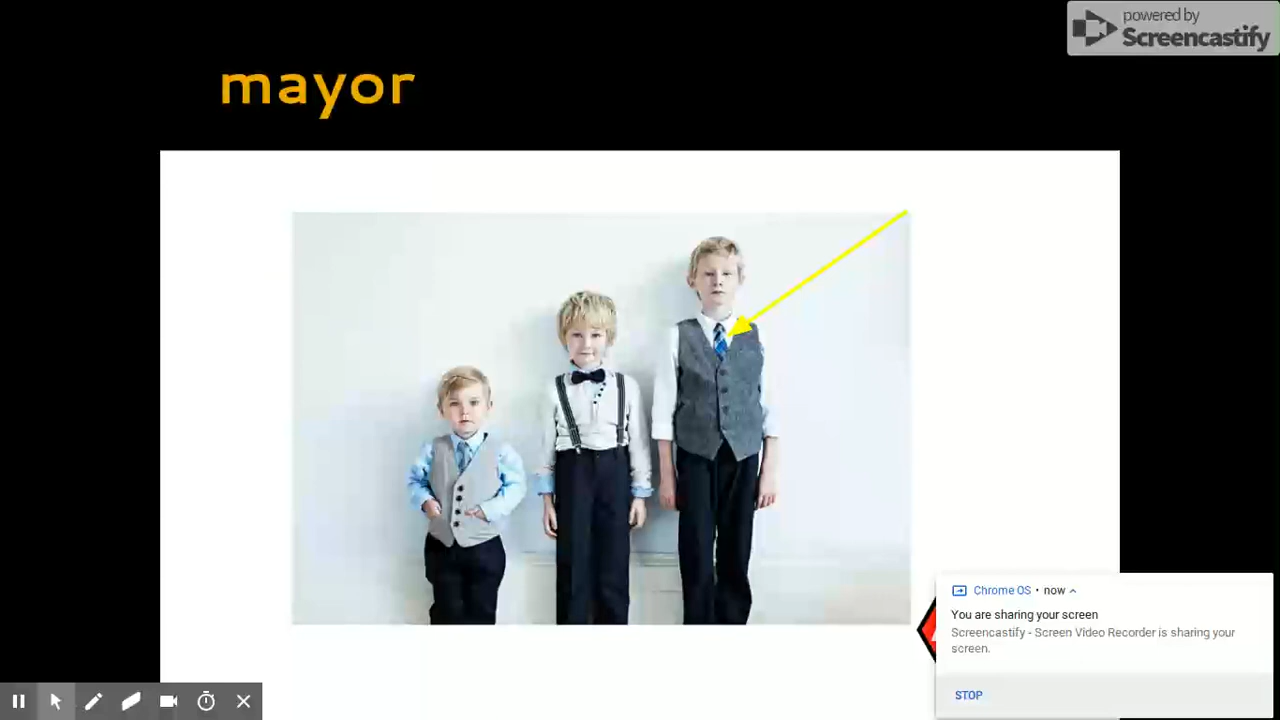 powered by
Screencastify
mayor
Chrome OS • now
You are sharing your screen
Screencastify - Screen Video Recorder is sharing your
screen.
STOP